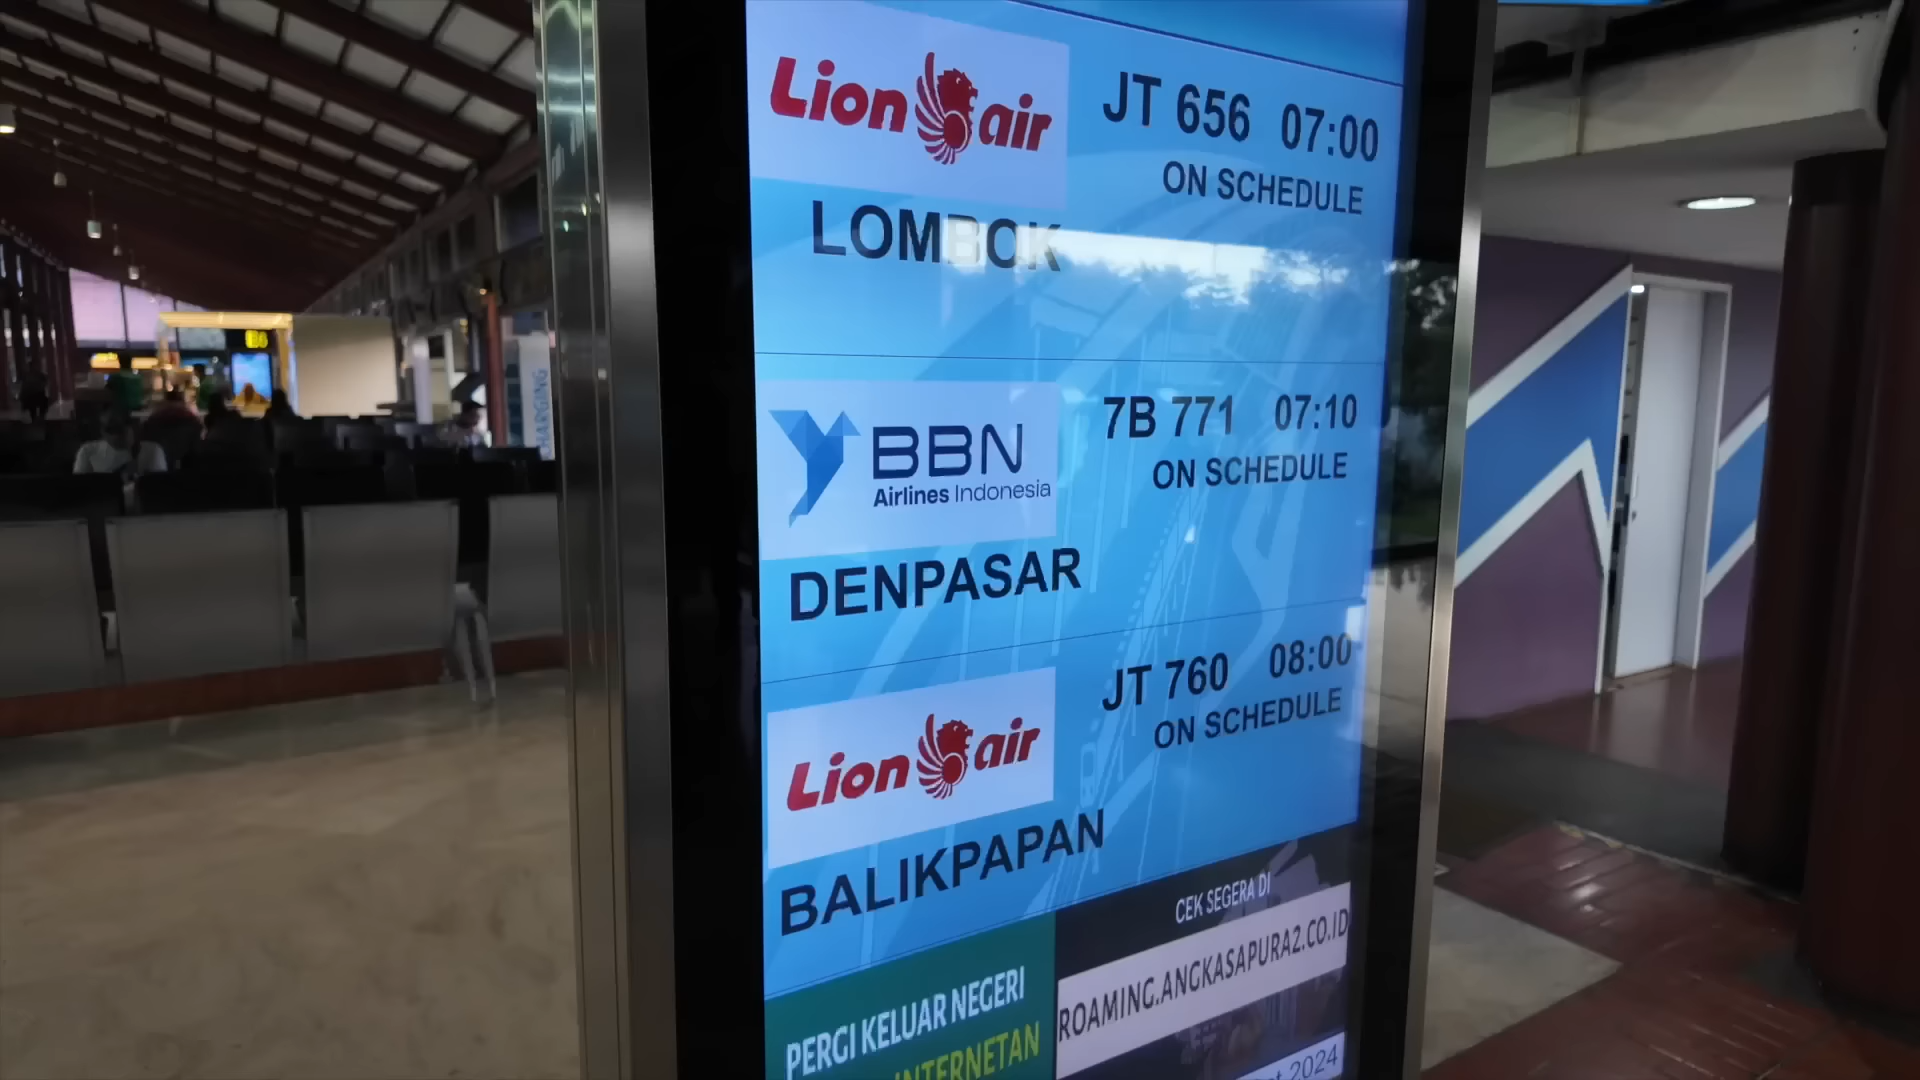 Lion air
JT 656 07:00
ON SCHEDULE
LOMBOK
BBN
Airlines Indonesia
7B 771 07:10
ON SCHEDULE
DENPASAR
Lion air
JT 760 08:00
ON SCHEDULE
BALIKPAPAN
CEK SEGERA DI
ROAMING.ANGKASAPURA2.CO.ID
PERGI KELUAR NEGERI
INTERNETAN
2024